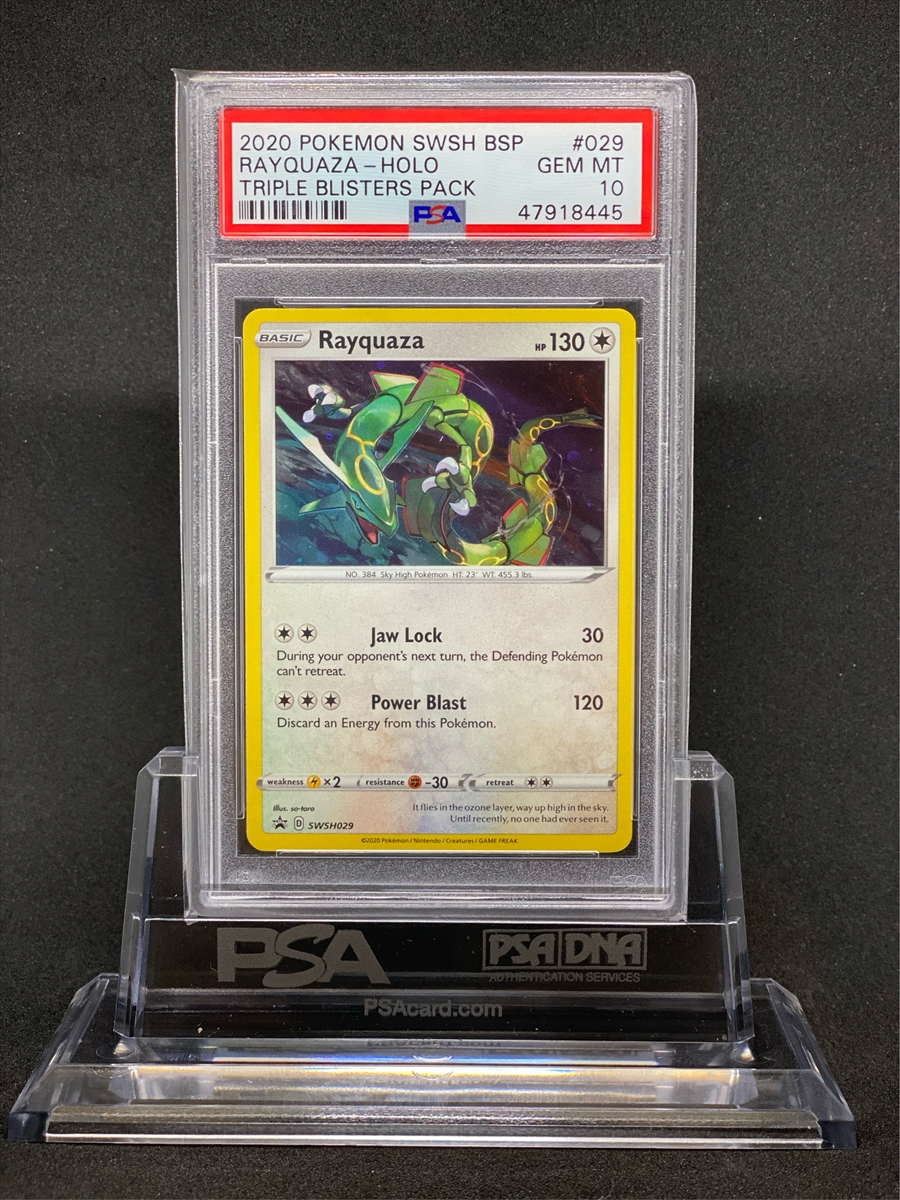 2020 POKEMON SWSH BSP #029
RAYQUAZA-HOLO GEM MT
TRIPLE BLISTERS PACK 10
PSA 47918445
BASIC Rayquaza HP 130
NO. 384 Sky High Pokémon HT: 23' WT: 455.3 lbs.
Jaw Lock 30
During your opponent's next turn, the Defending Pokémon
can't retreat.
Power Blast 120
Discard an Energy from this Pokémon.
weakness ×2 resistance -30 retreat
Illus. so-taro
It flies in the ozone layer, way up high in the sky.
Until recently, no one had ever seen it.
D SWSH029
©2020 Pokémon / Nintendo / Creatures / GAME FREAK
PSA
PSA PSA/DNA
AUTHENTICATION SERVICES
PSAcard.com